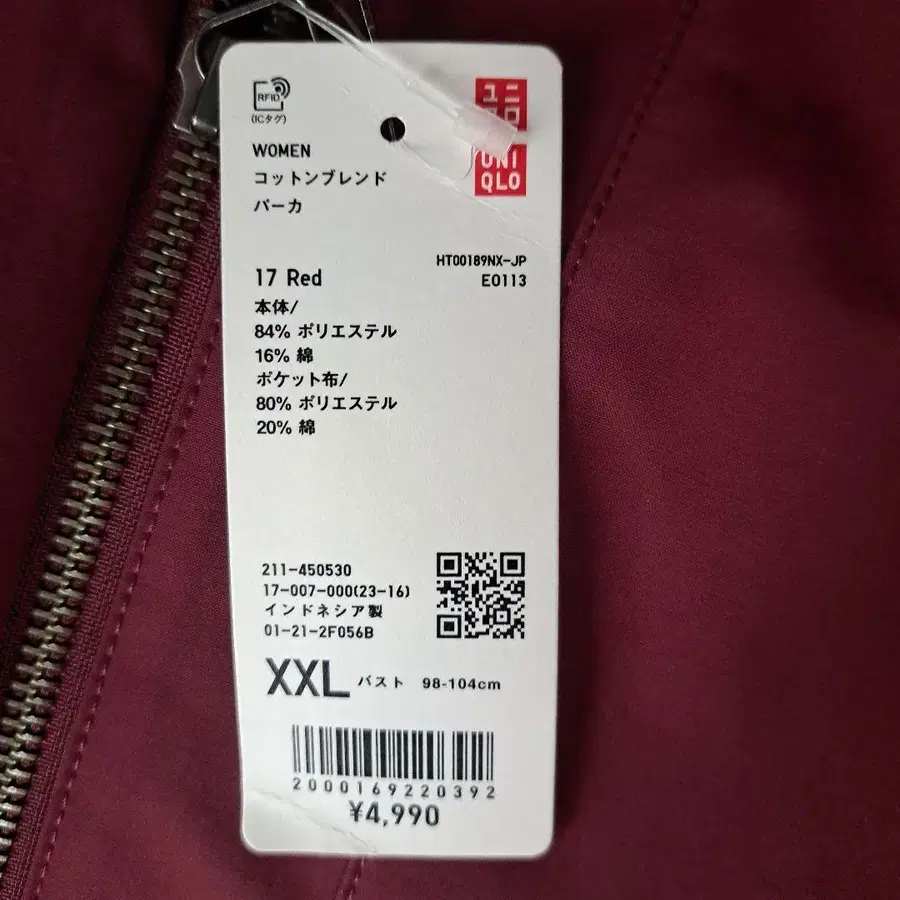 RFID
(ICタグ)
ユニ
クロ
UNI
QLO
WOMEN
コットンブレンド
パーカ
HT00189NX-JP
17 Red
E0113
本体/
84% ポリエステル
16% 綿
ポケット布/
80% ポリエステル
20% 綿
211-450530
17-007-000(23-16)
インドネシア製
01-21-2F056B
XXL バスト 98-104cm
2000169220392
¥4,990